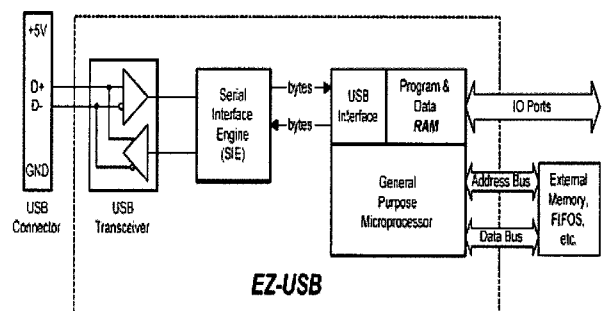 +5V
D+
D-
GND
USB
Connector
USB
Transceiver
Serial
Interface
Engine
(SIE)
bytes
bytes
USB
Interface
Program &
Data
RAM
General
Purpose
Microprocessor
IO Ports
Address Bus
Data Bus
External
Memory,
FIFOS,
etc.
EZ-USB